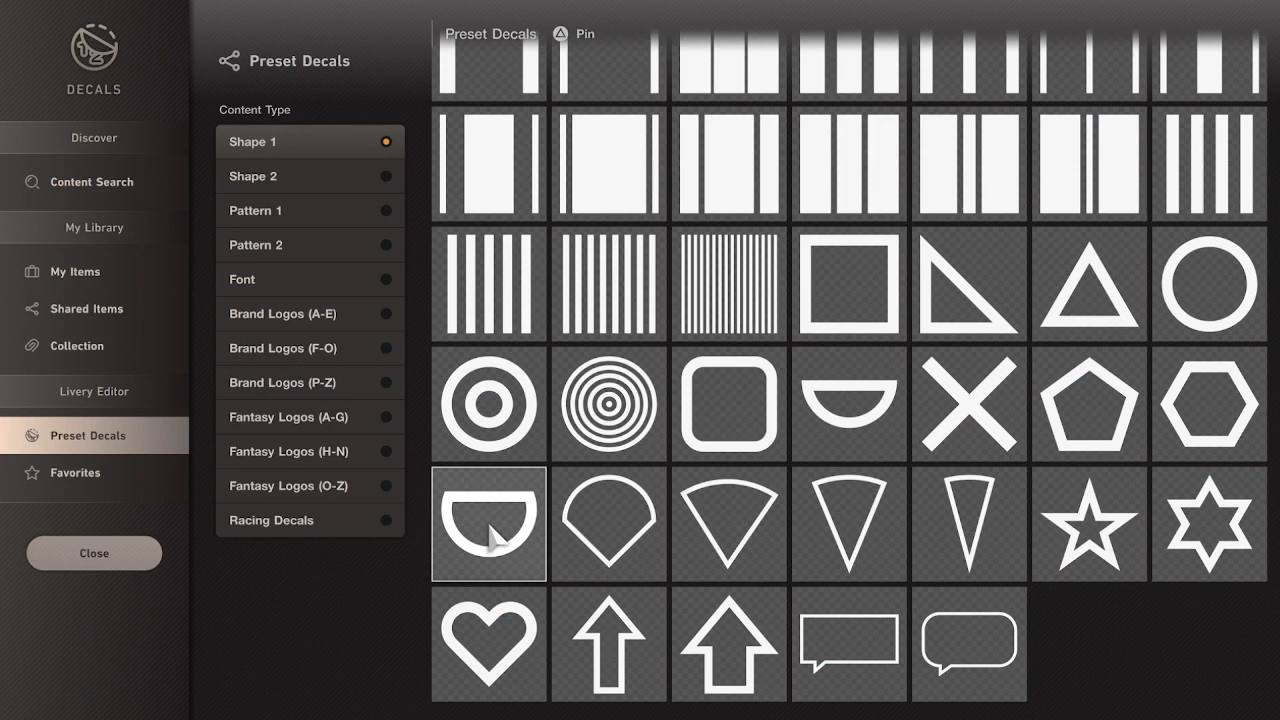 DECALS
Discover
Content Search
My Library
My Items
Shared Items
Collection
Livery Editor
Preset Decals
Favorites
Close
Preset Decals
Content Type
Shape 1
Shape 2
Pattern 1
Pattern 2
Font
Brand Logos (A-E)
Brand Logos (F-O)
Brand Logos (P-Z)
Fantasy Logos (A-G)
Fantasy Logos (H-N)
Fantasy Logos (O-Z)
Racing Decals
Preset Decals Pin